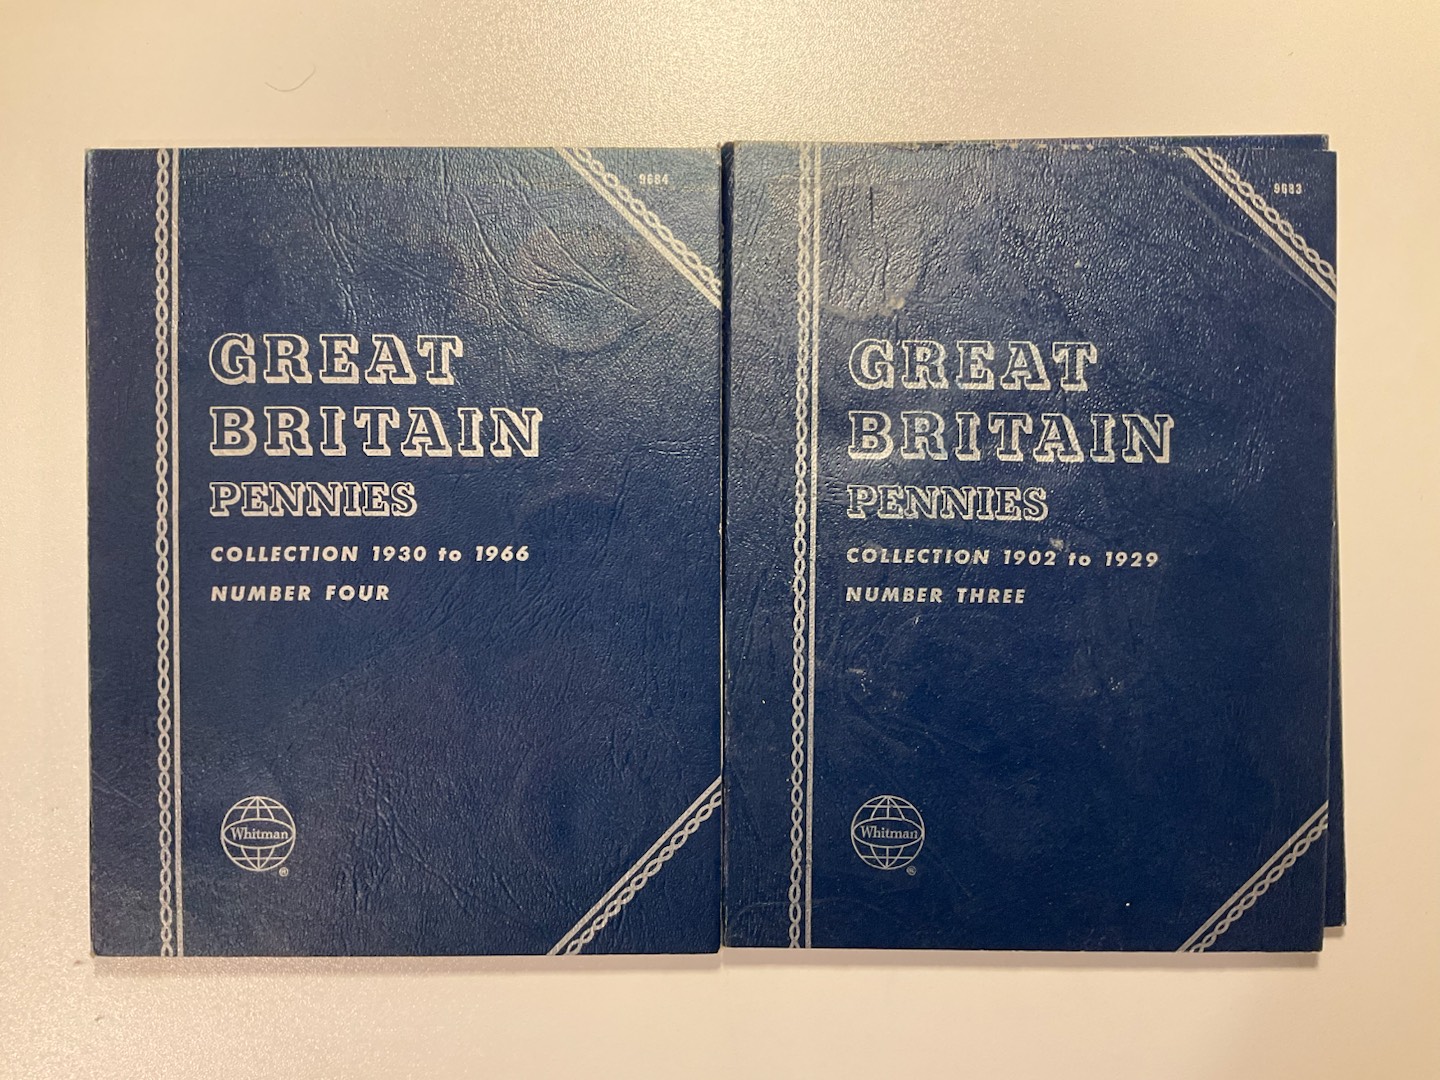 9684
GREAT
BRITAIN
PENNIES
COLLECTION 1930 to 1966
NUMBER FOUR
Whitman
®
9683
GREAT
BRITAIN
PENNIES
COLLECTION 1902 to 1929
NUMBER THREE
Whitman
®